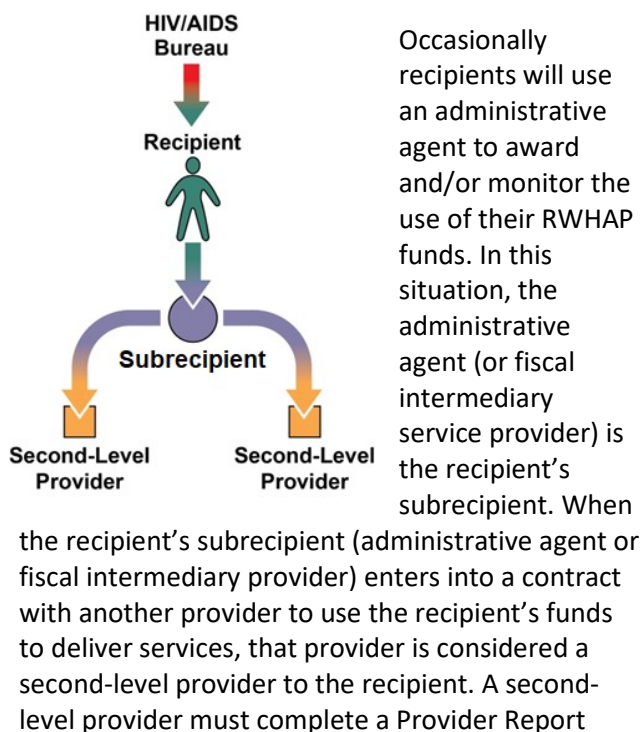 HIV/AIDS
Bureau
Recipient
Subrecipient
Second-Level
Provider
Second-Level
Provider
Occasionally
recipients will use
an administrative
agent to award
and/or monitor the
use of their RWHAP
funds. In this
situation, the
administrative
agent (or fiscal
intermediary
service provider) is
the recipient’s
subrecipient. When
the recipient’s subrecipient (administrative agent or
fiscal intermediary provider) enters into a contract
with another provider to use the recipient’s funds
to deliver services, that provider is considered a
second-level provider to the recipient. A second-
level provider must complete a Provider Report